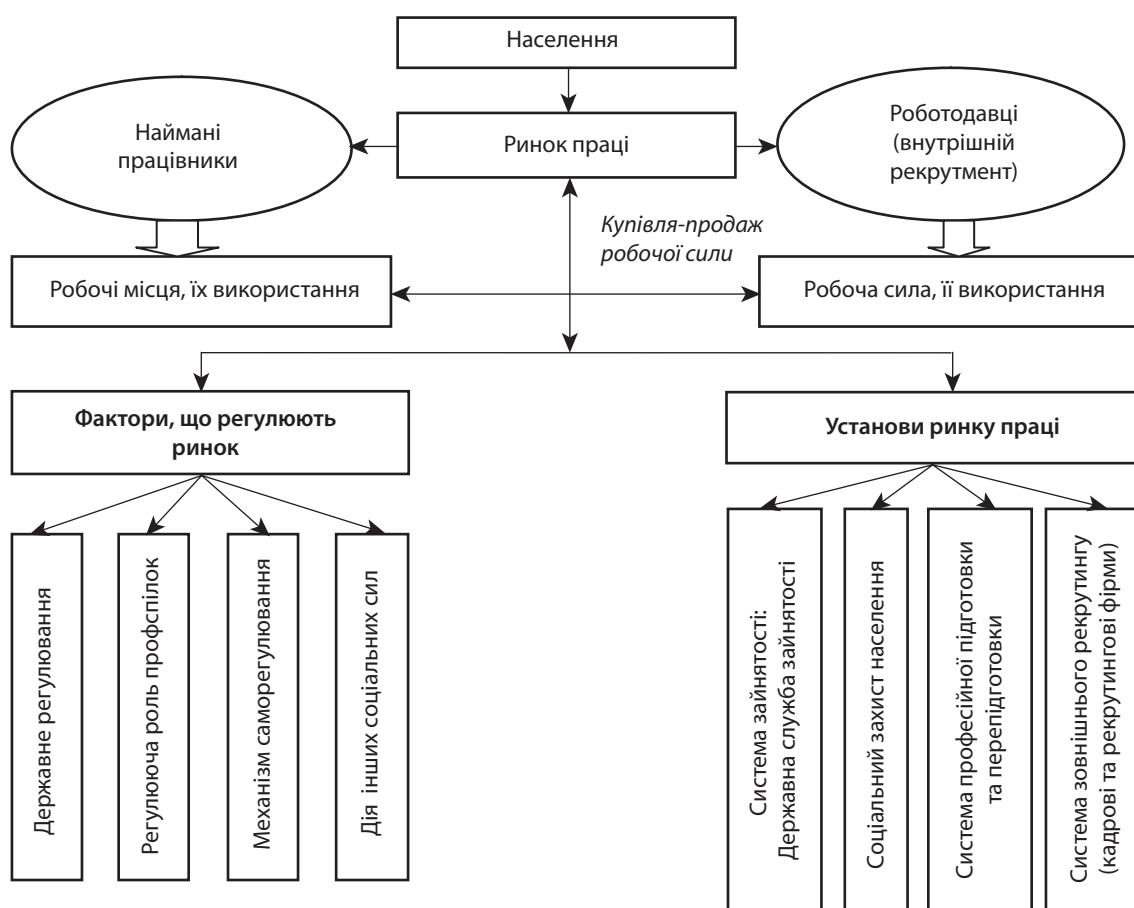 Населення
Наймані
працівники
Ринок праці
Роботодавці
(внутрішній
рекрутмент)
Купівля-продаж
робочої сили
Робочі місця, їх використання
Робоча сила, її використання
Фактори, що регулюють
ринок
Установи ринку праці
Державне регулювання
Регулююча роль профспілок
Механізм саморегулювання
Дія інших соціальних сил
Система зайнятості:
Державна служба зайнятості
Соціальний захист населення
Система професійної підготовки
та перепідготовки
Система зовнішнього рекрутингу
(кадрові та рекрутингові фірми)